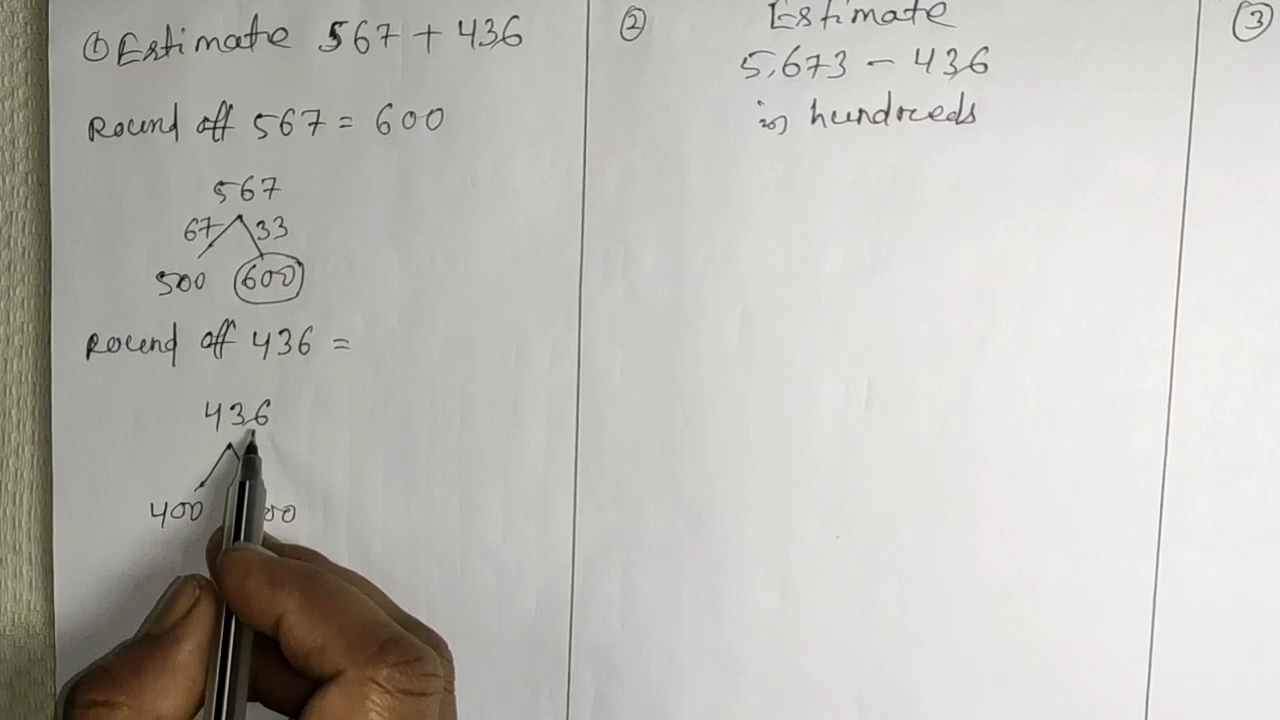 ① Estimate 567 + 436
Round off 567 = 600
567
67 33
500 600
Round off 436 =
436
400 00
②
Estimate
5,673 - 436
in hundreds
③